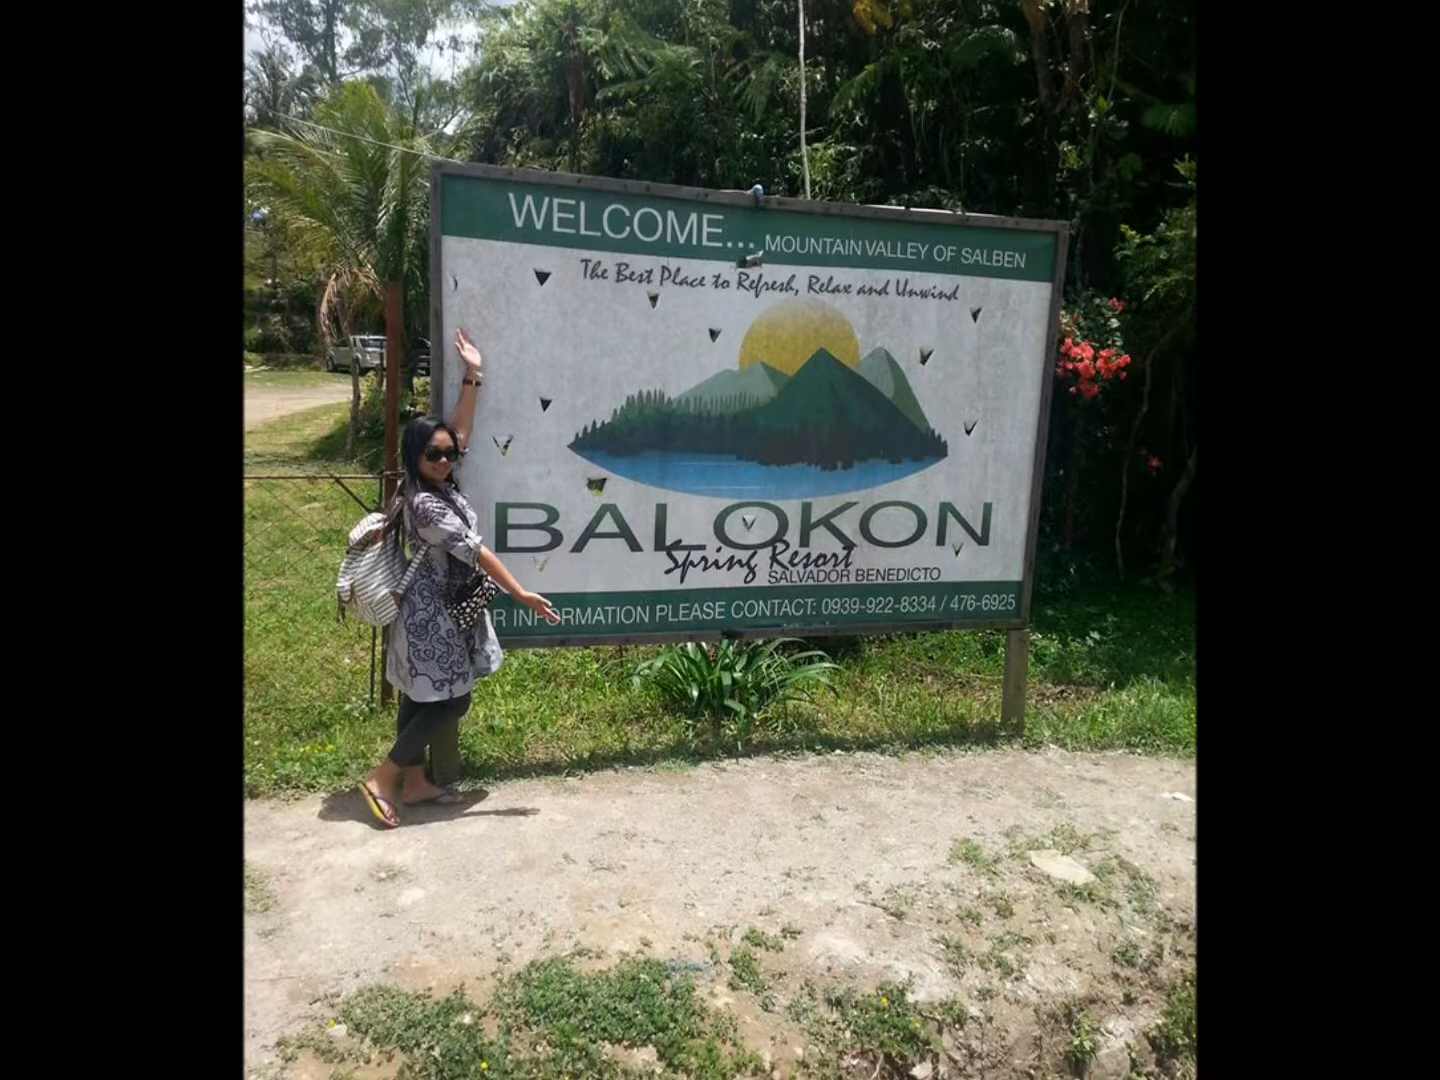 WELCOME... MOUNTAIN VALLEY OF SALBEN
The Best Place to Refresh, Relax and Unwind
BALOKON
Spring Resort
SALVADOR BENEDICTO
OR INFORMATION PLEASE CONTACT: 0939-922-8334 / 476-6925